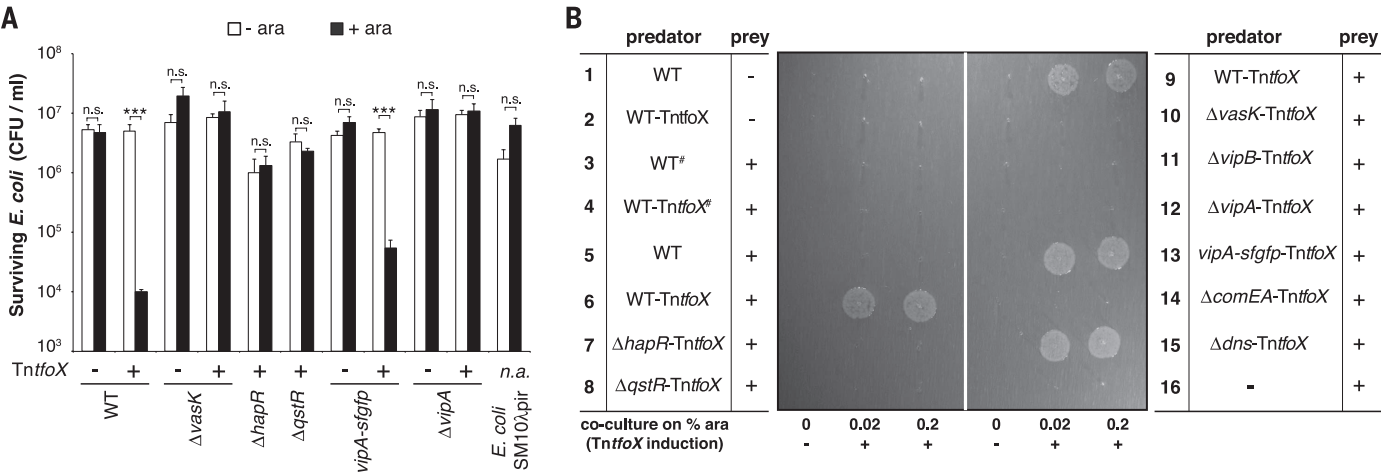 A
- ara
+ ara
Surviving E. coli (CFU / ml)
10⁸
10⁷
10⁶
10⁵
10⁴
10³
n.s.
***
n.s.
n.s.
n.s.
n.s.
n.s.
***
n.s.
n.s.
n.s.
TntfoX - + - + + + - + - + n.a.
WT
ΔvasK
ΔhapR
ΔqstR
vipA-sfgfp
ΔvipA
E. coli
SM10λpir
B
predator prey
1 WT -
2 WT-TntfoX -
3 WT# +
4 WT-TntfoX# +
5 WT +
6 WT-TntfoX +
7 ΔhapR-TntfoX +
8 ΔqstR-TntfoX +
predator prey
9 WT-TntfoX +
10 ΔvasK-TntfoX +
11 ΔvipB-TntfoX +
12 ΔvipA-TntfoX +
13 vipA-sfgfp-TntfoX +
14 ΔcomEA-TntfoX +
15 Δdns-TntfoX +
16 - +
co-culture on % ara 0 0.02 0.2 0 0.02 0.2
(TntfoX induction) - + + - + +